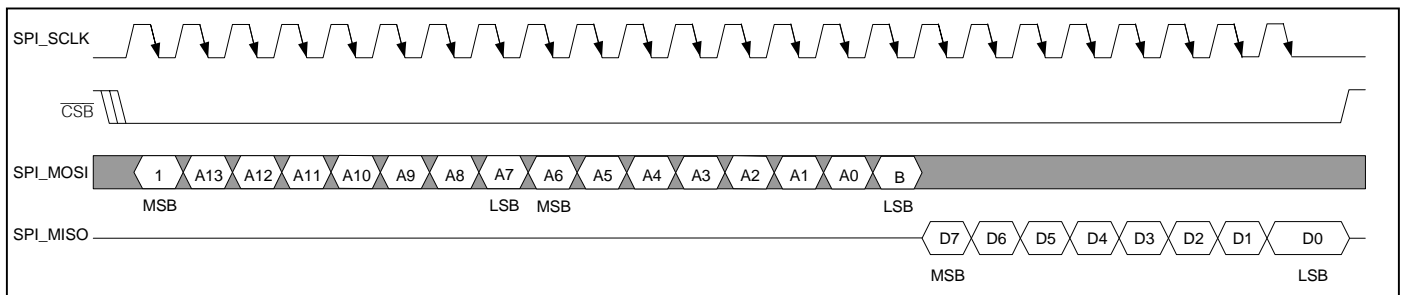 SPI_SCLK
CSB
SPI_MOSI 1 A13 A12 A11 A10 A9 A8 A7 A6 A5 A4 A3 A2 A1 A0 B
MSB LSB MSB LSB
SPI_MISO D7 D6 D5 D4 D3 D2 D1 D0
MSB LSB